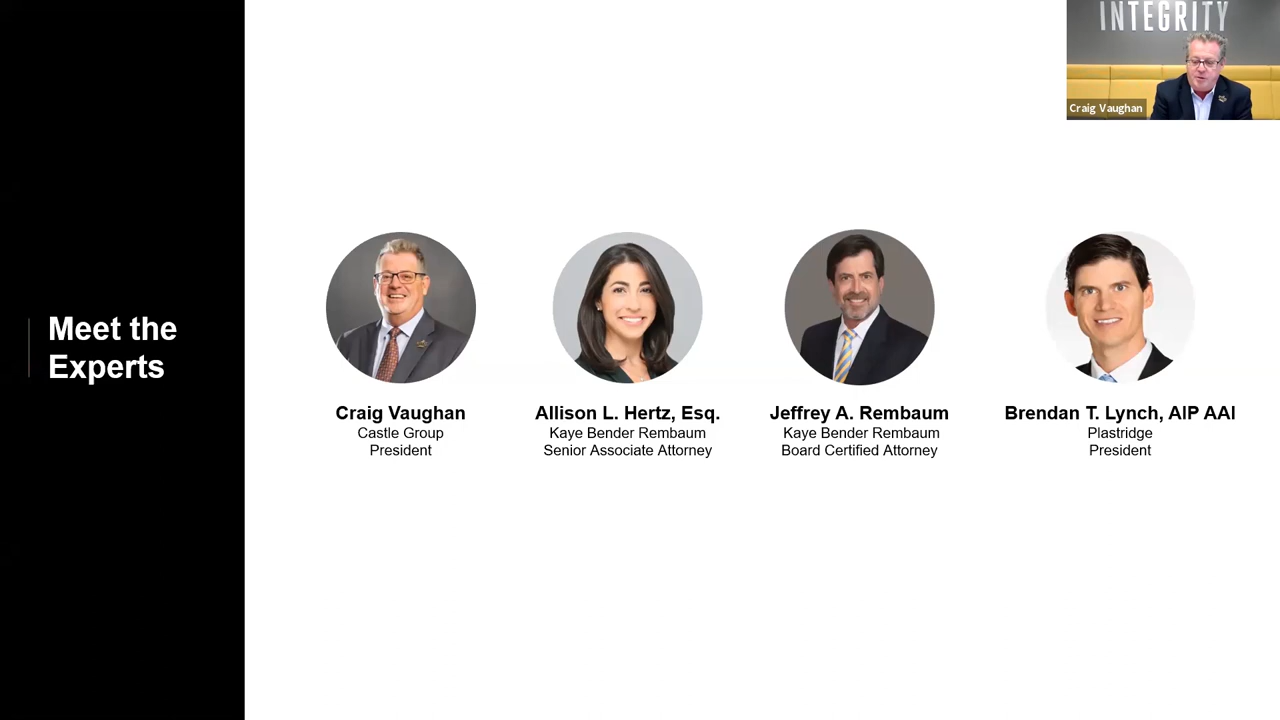 INTEGRITY
Craig Vaughan
Meet the
Experts
Craig Vaughan
Castle Group
President
Allison L. Hertz, Esq.
Kaye Bender Rembaum
Senior Associate Attorney
Jeffrey A. Rembaum
Kaye Bender Rembaum
Board Certified Attorney
Brendan T. Lynch, AIP AAI
Plastridge
President